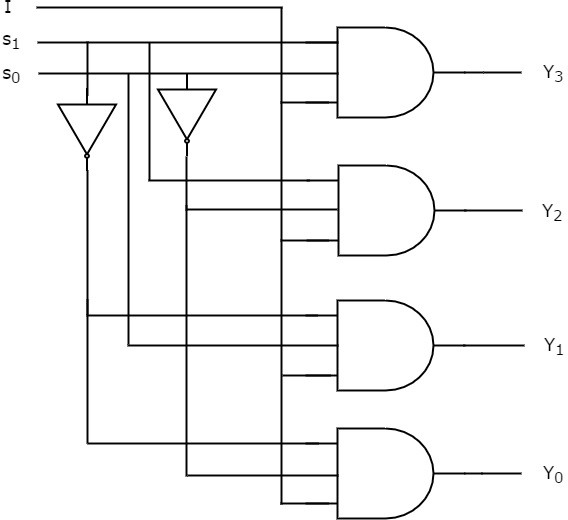 I
s₁
s₀
Y₃
Y₂
Y₁
Y₀